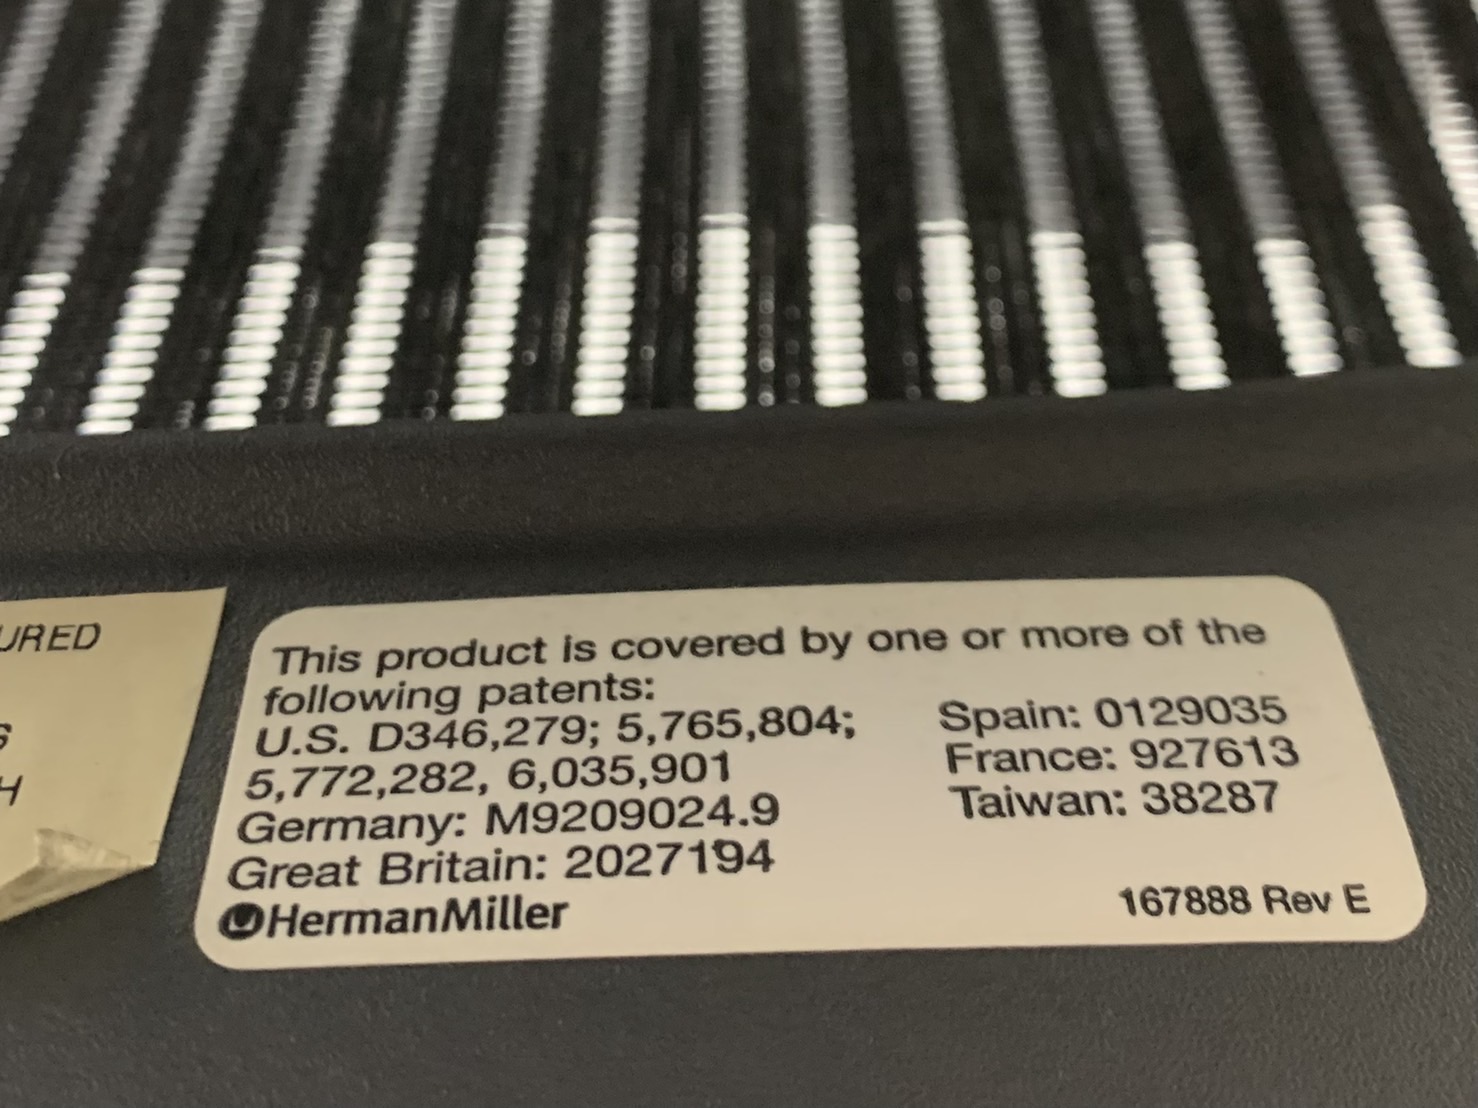 URED
This product is covered by one or more of the
following patents:
U.S. D346,279; 5,765,804;
5,772,282, 6,035,901
Germany: M9209024.9
Great Britain: 2027194
Spain: 0129035
France: 927613
Taiwan: 38287
HermanMiller
167888 Rev E